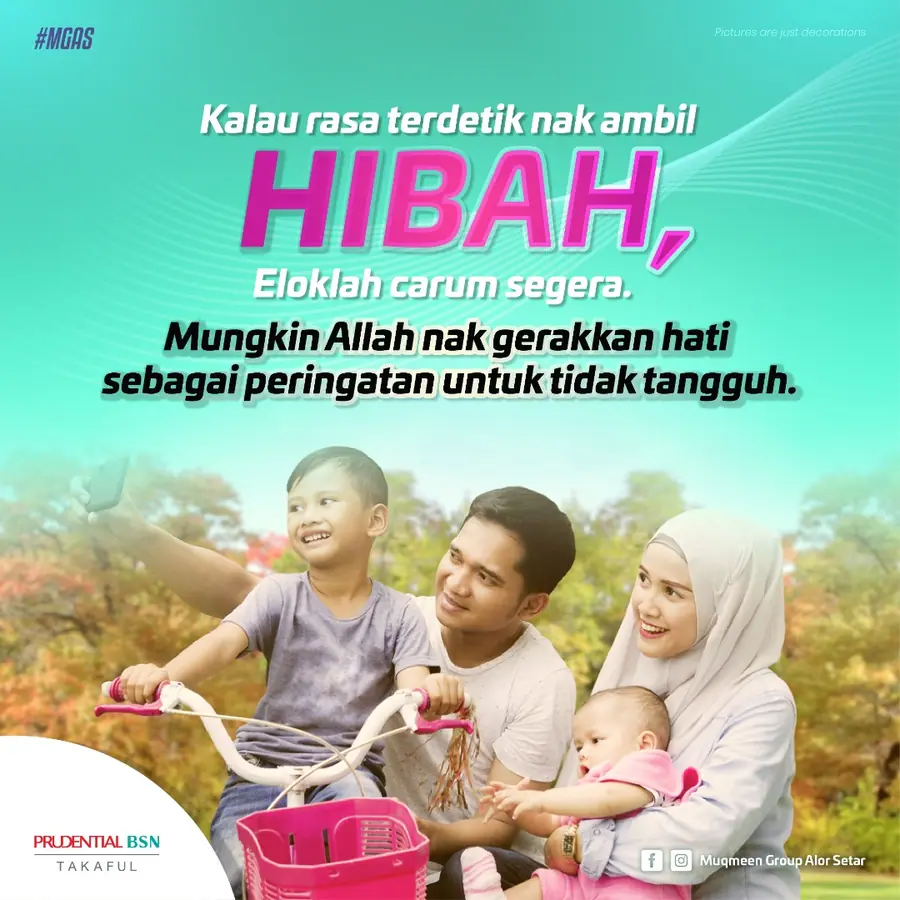 #MGAS
Pictures are just decorations
Kalau rasa terdetik nak ambil
HIBAH,
Eloklah carum segera.
Mungkin Allah nak gerakkan hati
sebagai peringatan untuk tidak tangguh.
PRUDENTIAL BSN
TAKAFUL
Muqmeen Group Alor Setar